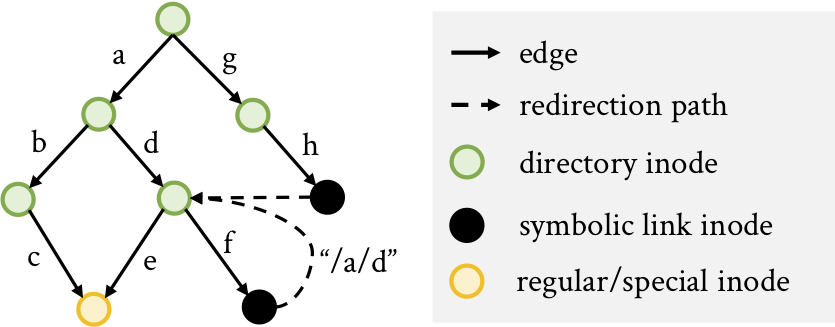 a
g
b
d
h
c
e
f
“/a/d”
edge
redirection path
directory inode
symbolic link inode
regular/special inode